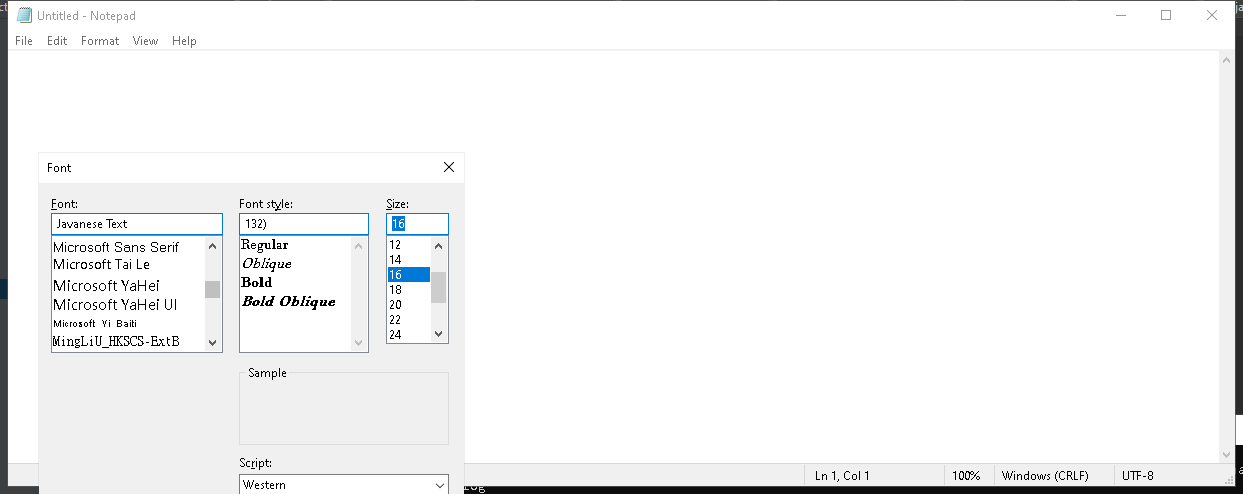 Untitled - Notepad
File Edit Format View Help
Font
Font: Font style: Size:
Javanese Text 132) 16
Microsoft Sans Serif Regular 12
Microsoft Tai Le Oblique 14
Microsoft YaHei Bold 16
Microsoft YaHei UI Bold Oblique 18
Microsoft Yi Baiti 20
MingLiU_HKSCS-ExtB 22
24
Sample
Script:
Western
Ln 1, Col 1 100% Windows (CRLF) UTF-8